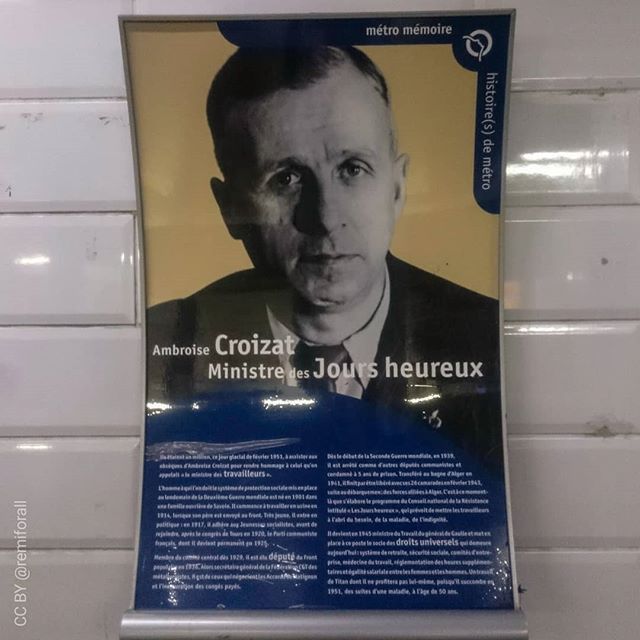 métro mémoire
histoire(s) de métro
Ambroise Croizat
Ministre des Jours heureux
Ils étaient un million, ce jour glacial de février 1951, à assister aux
obsèques d'Ambroise Croizat pour rendre hommage à celui qu'on
appelait « le ministre des travailleurs ».
L'homme à qui l'on doit le système de protection sociale mis en place
au lendemain de la Deuxième Guerre mondiale est né en 1901 dans
une famille ouvrière de Savoie. Il commence à travailler en usine en
1914, lorsque son père est envoyé au front. Très jeune, il entre en
politique : en 1917, il adhère aux Jeunesses socialistes, avant de
rejoindre, après le congrès de Tours en 1920, le Parti communiste
français, dont il devient permanent en
Membre du comité central dès 1929, il est élu député du Front
populaire en 1936. Alors secrétaire général de la Fédération CGT des
métallurgistes, il est de ceux qui négocient les Accords de Matignon
et l'instauration des congés payés.
Dès le début de la Seconde Guerre mondiale, en 1939,
il est arrêté comme d'autres députés communistes et
condamné à 5 ans de prison. Transféré au bagne d'Alger en
1941, il finit par être libéré avec ses 26 camarades en février 1943,
suite au débarquement des forces alliées à Alger. C'est à ce moment-
là que s'élabore le programme du Conseil national de la Résistance
intitulé « Les Jours heureux », qui prévoit de mettre les travailleurs
à l'abri du besoin, de la maladie, de l'indignité.
Il devient en 1945 ministre du Travail du général de Gaulle et met en
place à ce poste le socle des droits universels qui demeure
aujourd'hui : système de retraite, sécurité sociale, comités d'entre-
prise, médecine du travail, réglementation des heures supplémen-
taires et égalité salariale entre les femmes et les hommes. Un travail
de Titan dont il ne profitera pas lui-même, puisqu'il succombe en
1951, des suites d'une maladie, à l'âge de 50 ans.
CC BY @remiforall